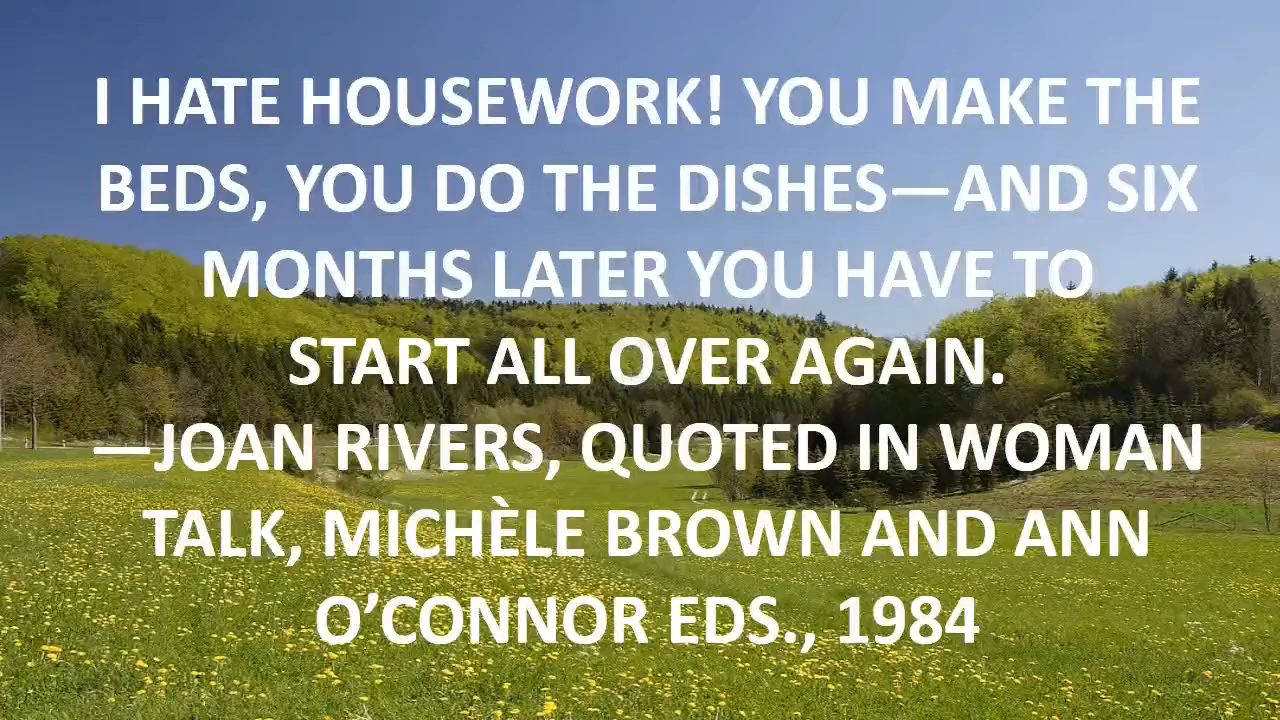 I HATE HOUSEWORK! YOU MAKE THE
BEDS, YOU DO THE DISHES—AND SIX
MONTHS LATER YOU HAVE TO
START ALL OVER AGAIN.
—JOAN RIVERS, QUOTED IN WOMAN
TALK, MICHÈLE BROWN AND ANN
O’CONNOR EDS., 1984